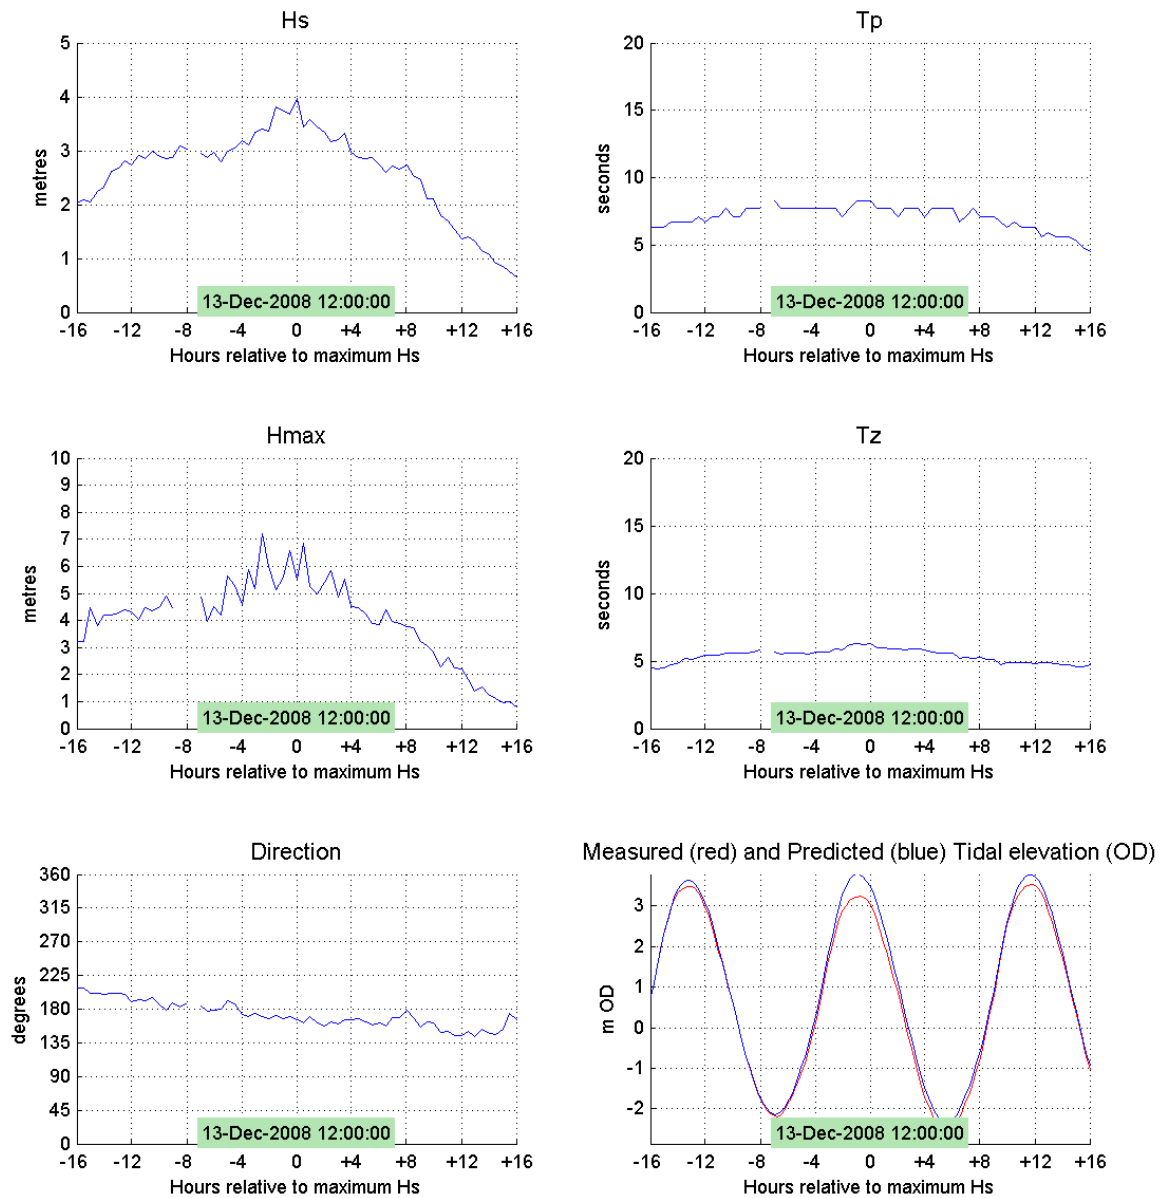 Hs
5
4
3
2
1
0
metres
13-Dec-2008 12:00:00
-16 -12 -8 -4 0 +4 +8 +12 +16
Hours relative to maximum Hs
Tp
20
15
10
5
0
seconds
13-Dec-2008 12:00:00
-16 -12 -8 -4 0 +4 +8 +12 +16
Hours relative to maximum Hs
Hmax
10
9
8
7
6
5
4
3
2
1
0
metres
13-Dec-2008 12:00:00
-16 -12 -8 -4 0 +4 +8 +12 +16
Hours relative to maximum Hs
Tz
20
15
10
5
0
seconds
13-Dec-2008 12:00:00
-16 -12 -8 -4 0 +4 +8 +12 +16
Hours relative to maximum Hs
Direction
360
315
270
225
180
135
90
45
0
degrees
13-Dec-2008 12:00:00
-16 -12 -8 -4 0 +4 +8 +12 +16
Hours relative to maximum Hs
Measured (red) and Predicted (blue) Tidal elevation (OD)
3
2
1
0
-1
-2
m OD
13-Dec-2008 12:00:00
-16 -12 -8 -4 0 +4 +8 +12 +16
Hours relative to maximum Hs